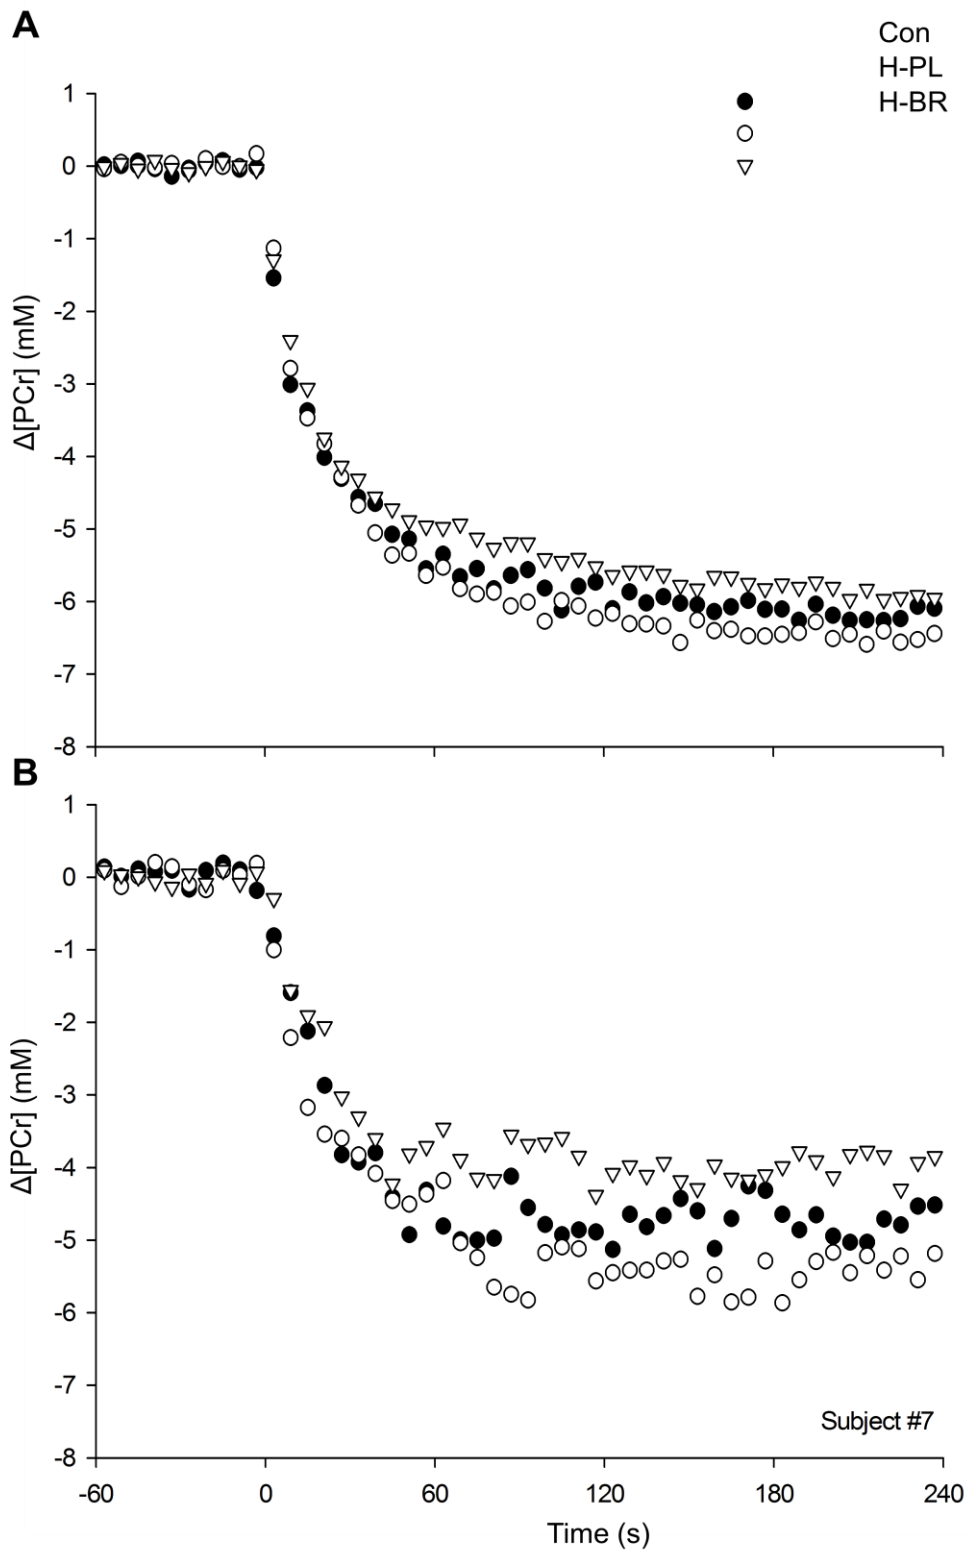 A
Con
H-PL
H-BR
1
0
-1
-2
-3
-4
-5
-6
-7
-8
Δ[PCr] (mM)
B
1
0
-1
-2
-3
-4
-5
-6
-7
-8
Δ[PCr] (mM)
Subject #7
-60 0 60 120 180 240
Time (s)